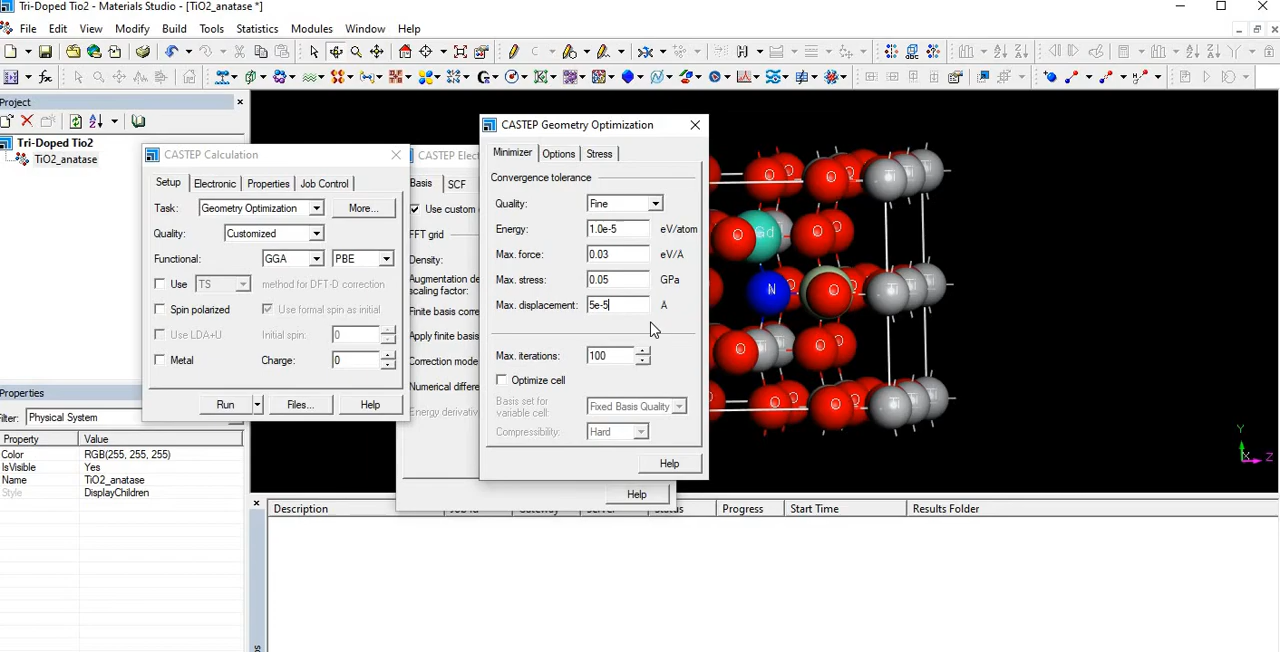 Tri-Doped Tio2 - Materials Studio - [TiO2_anatase *]
File Edit View Modify Build Tools Statistics Modules Window Help
Project
Tri-Doped Tio2
TiO2_anatase
Properties
Filter: Physical System
Property Value
Color RGB(255, 255, 255)
IsVisible Yes
Name TiO2_anatase
Style DisplayChildren
CASTEP Calculation
Setup Electronic Properties Job Control
Task: Geometry Optimization More...
Quality: Customized
Functional: GGA PBE
Use TS method for DFT-D correction
Spin polarized Use formal spin as initial
Use LDA+U Initial spin: 0
Metal Charge: 0
Run Files... Help
CASTEP Elec
Basis SCF
Use custom
FFT grid
Density:
Augmentation de
scaling factor:
Finite basis corre
Apply finite basis
Correction mode
Numerical differe
Energy derivativ
Help
CASTEP Geometry Optimization
Minimizer Options Stress
Convergence tolerance
Quality: Fine
Energy: 1.0e-5 eV/atom
Max. force: 0.03 eV/Å
Max. stress: 0.05 GPa
Max. displacement: 5e-5 Å
Max. iterations: 100
Optimize cell
Basis set for
variable cell: Fixed Basis Quality
Compressibility: Hard
Help
O O O O
Gd O O O
N O O
O O O
O O
Y
X Z
Description Job Id Gateway Server Status Progress Start Time Results Folder